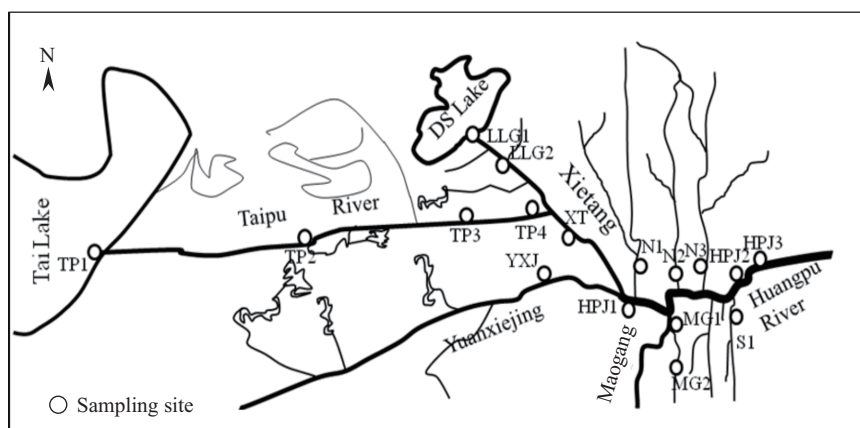 N
DS Lake
LLG1
LLG2
Xietang
Tai Lake
Taipu River
TP1
TP2
TP3
TP4
XT
YXJ
N1
N2
N3
HPJ2
HPJ3
Huangpu River
HPJ1
Yuanxiejing
Maogang
MG1
S1
MG2
Sampling site